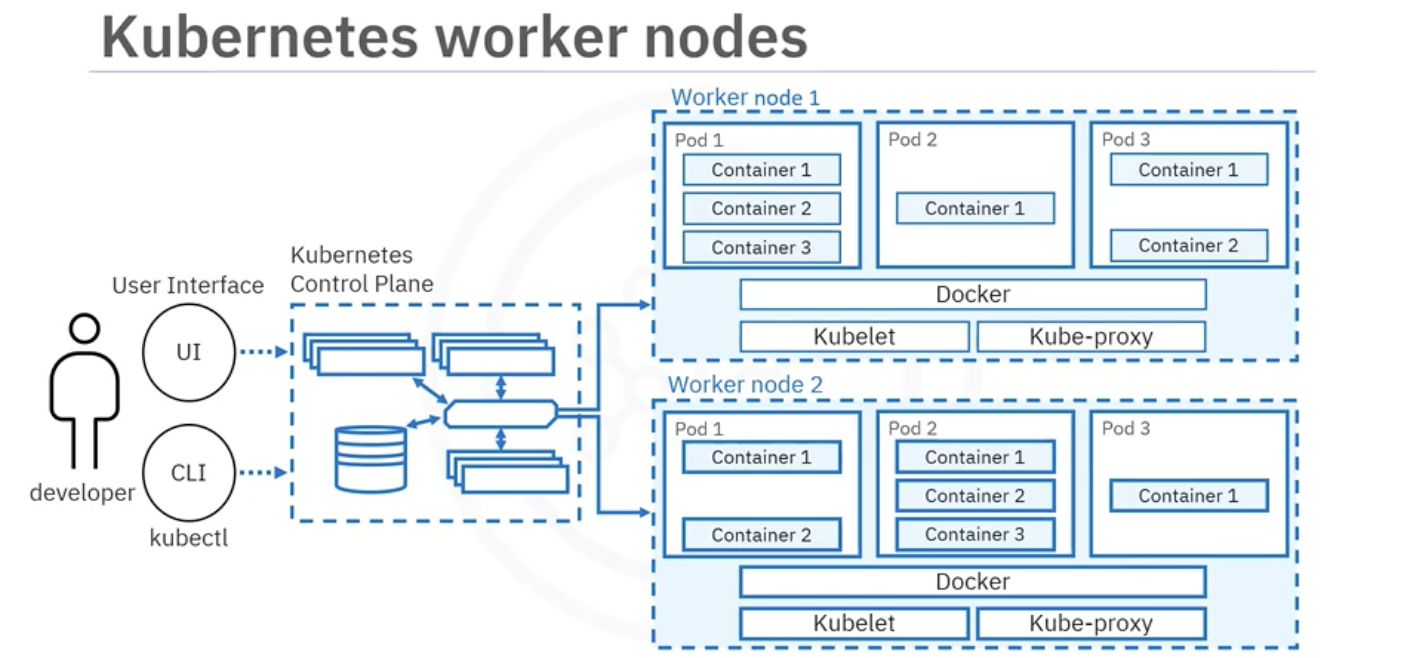 Kubernetes worker nodes
Worker node 1
Pod 1
Container 1
Container 2
Container 3
Pod 2
Container 1
Pod 3
Container 1
Container 2
Docker
Kubelet
Kube-proxy
Kubernetes
Control Plane
User Interface
UI
CLI
developer
kubectl
Worker node 2
Pod 1
Container 1
Container 2
Pod 2
Container 1
Container 2
Container 3
Pod 3
Container 1
Docker
Kubelet
Kube-proxy